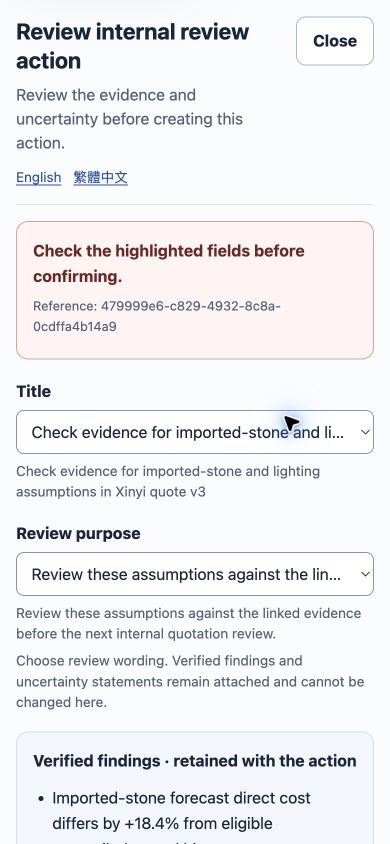 Review internal review
action
Close
Review the evidence and
uncertainty before creating this
action.
English 繁體中文
Check the highlighted fields before
confirming.
Reference: 479999e6-c829-4932-8c8a-
0cdffa4b14a9
Title
Check evidence for imported-stone and li...
Check evidence for imported-stone and lighting
assumptions in Xinyi quote v3
Review purpose
Review these assumptions against the lin...
Review these assumptions against the linked evidence
before the next internal quotation review.
Choose review wording. Verified findings and
uncertainty statements remain attached and cannot be
changed here.
Verified findings · retained with the action
• Imported-stone forecast direct cost
differs by +18.4% from eligible